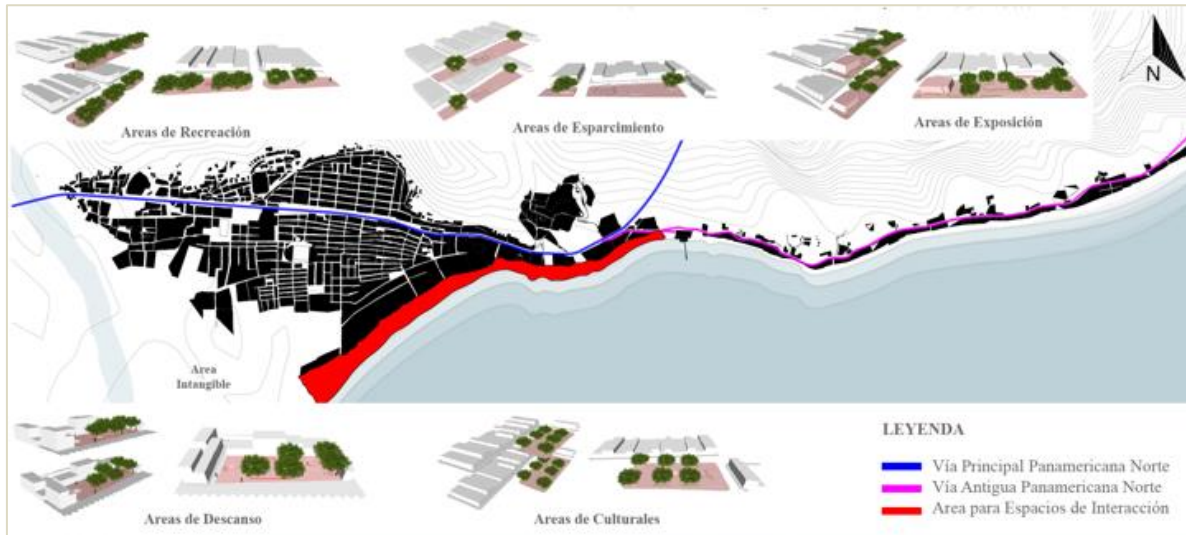 N
Areas de Recreación
Areas de Esparcimiento
Areas de Exposición
Area
Intangible
Areas de Descanso
Areas de Culturales
LEYENDA
Vía Principal Panamericana Norte
Vía Antigua Panamericana Norte
Area para Espacios de Interacción